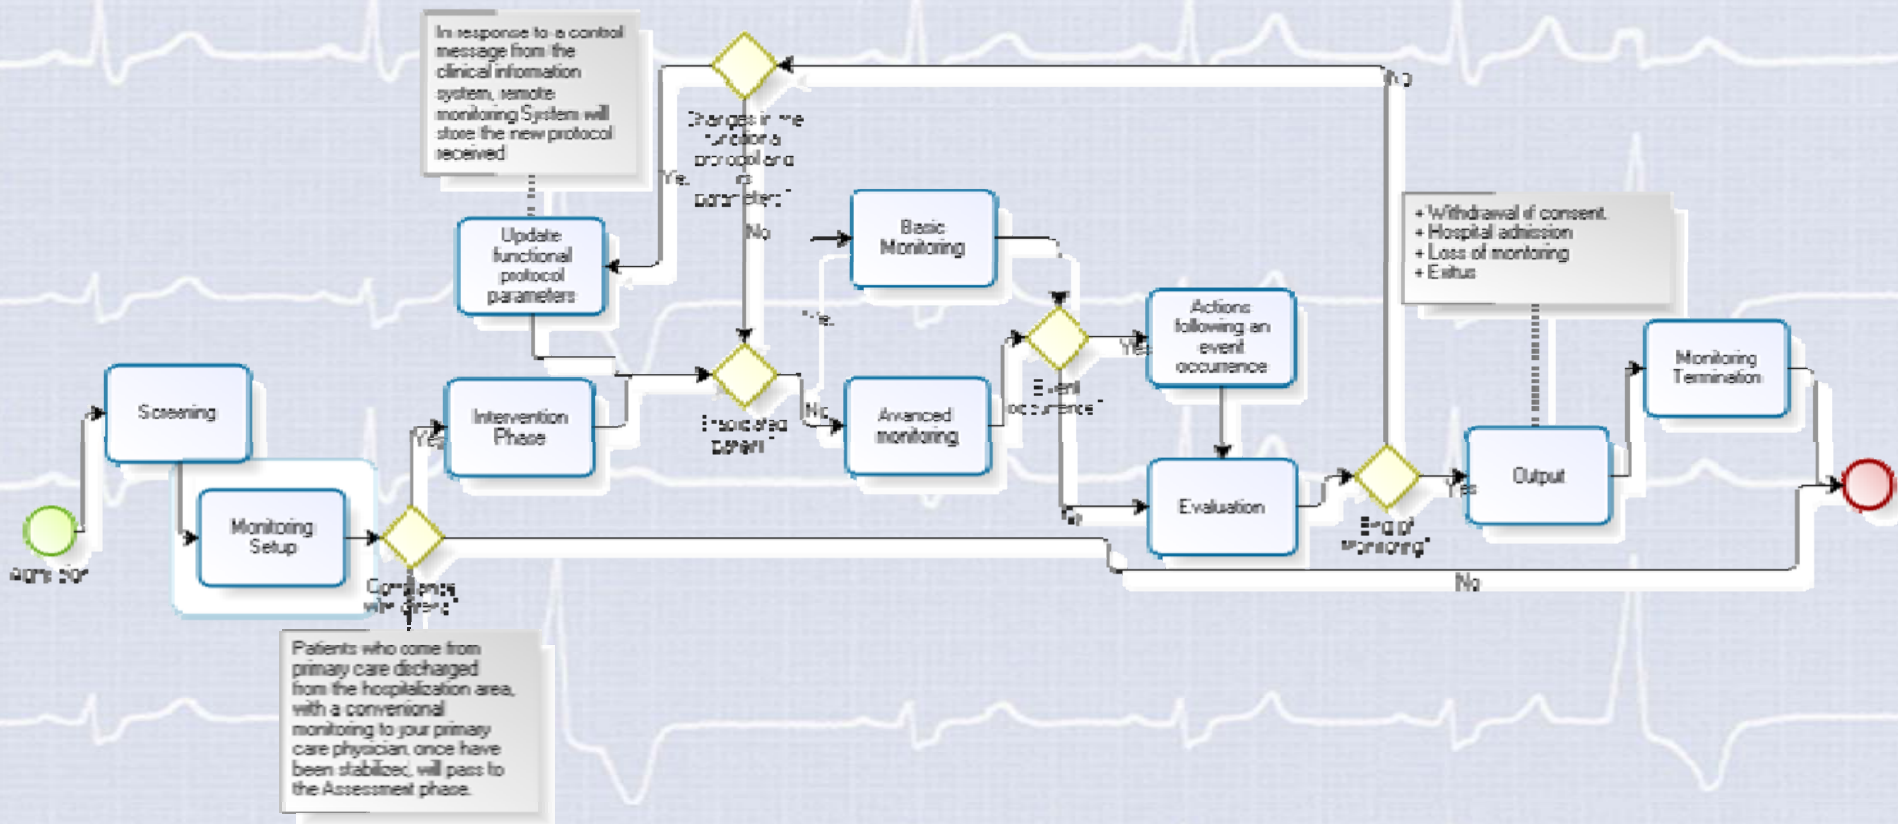 In response to a control
message from the
clinical information
system, remote
monitoring System will
store the new protocol
received
Yes
No
Update
functional
protocol
parameters
Basic
Monitoring
+ Withdrawal of consent.
+ Hospital admission
+ Loss of monitoring
+ Exitus
Actions
following an
event
occurrence
Yes
Monitoring
Termination
Screening
Intervention
Phase
Yes
No
Avanced
monitoring
Output
Yes
Evaluation
Monitoring
Setup
No
Patients who come from
primary care discharged
from the hospitalization area,
with a conventional
monitoring to your primary
care physician, once have
been stabilized, will pass to
the Assessment phase.